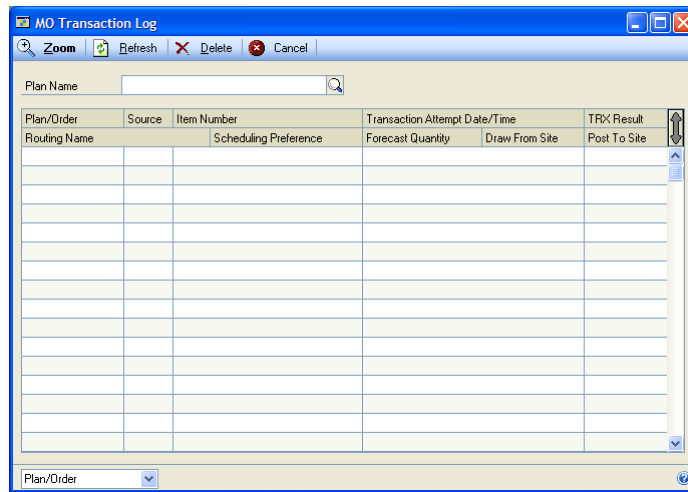 MO Transaction Log
Zoom Refresh Delete Cancel
Plan Name
Plan/Order Source Item Number Transaction Attempt Date/Time TRX Result
Routing Name Scheduling Preference Forecast Quantity Draw From Site Post To Site
Plan/Order